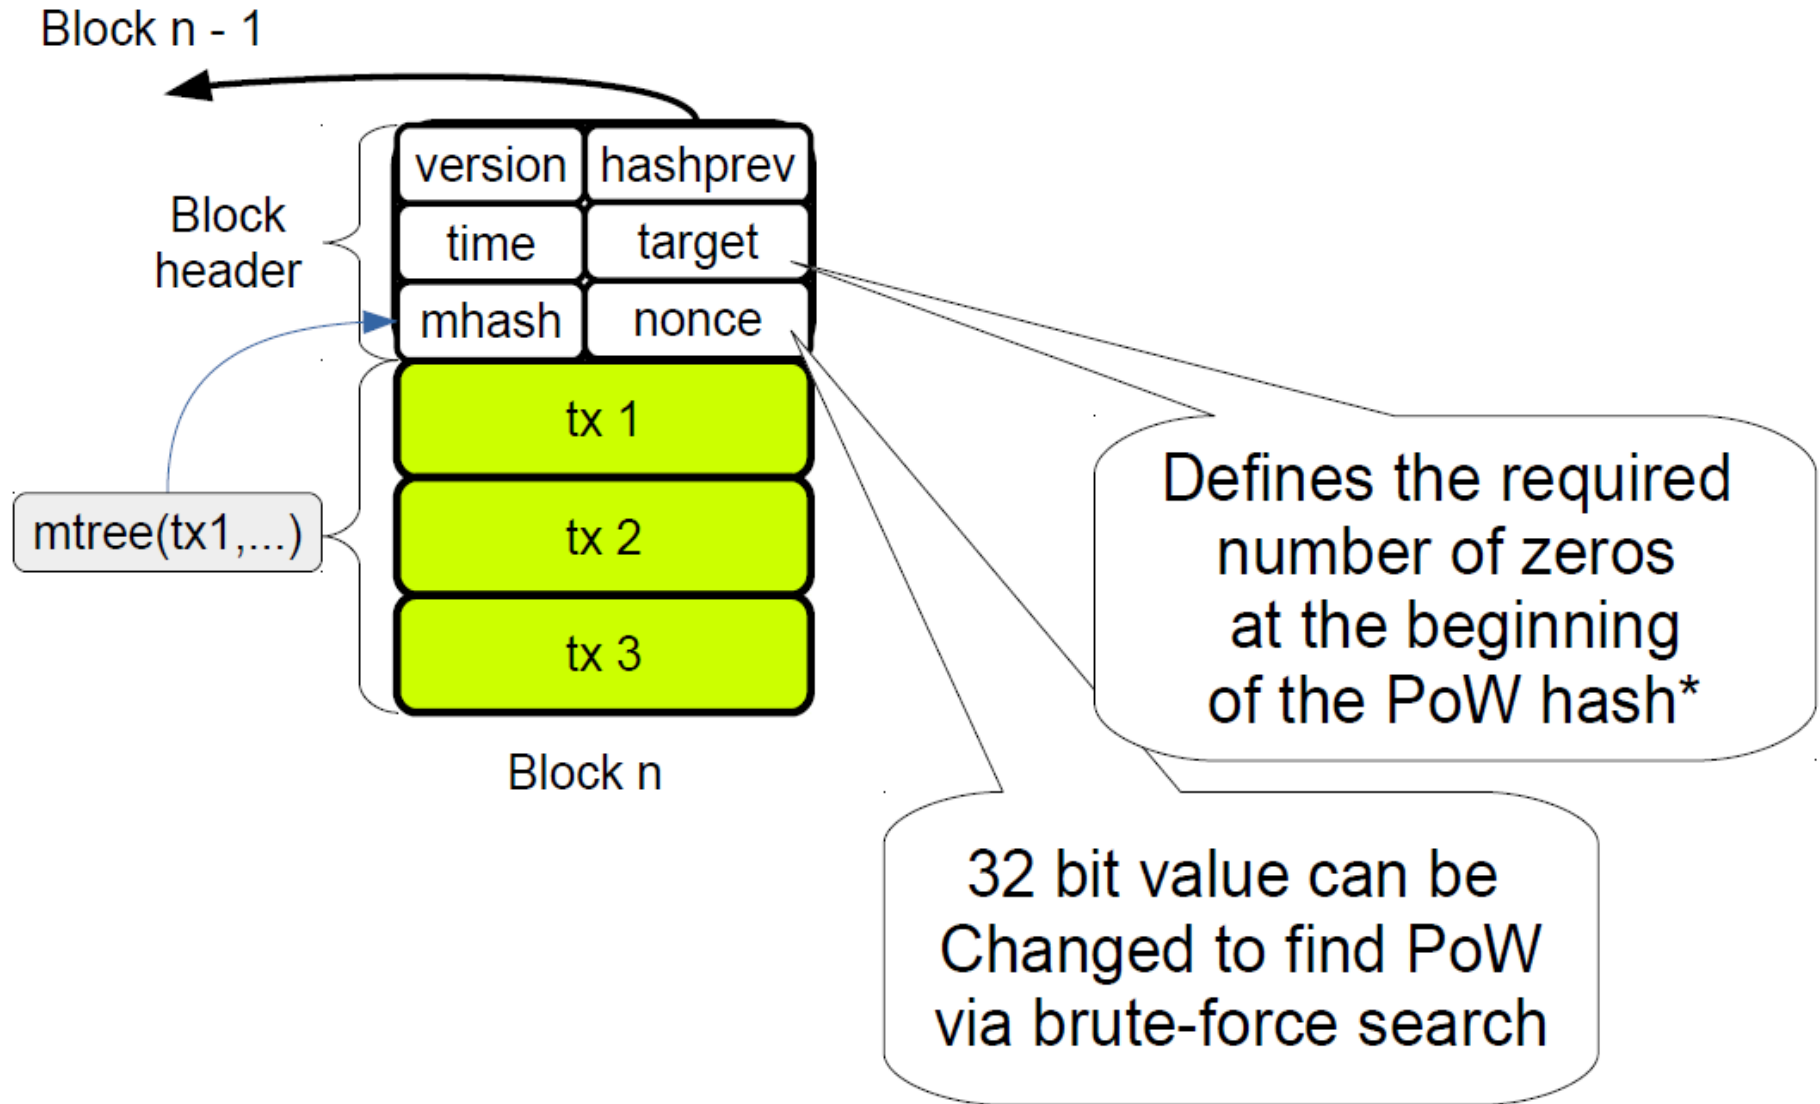 Block n - 1
version
hashprev
Block
header
time
target
mhash
nonce
tx 1
mtree(tx1,...)
tx 2
tx 3
Block n
Defines the required
number of zeros
at the beginning
of the PoW hash*
32 bit value can be
Changed to find PoW
via brute-force search